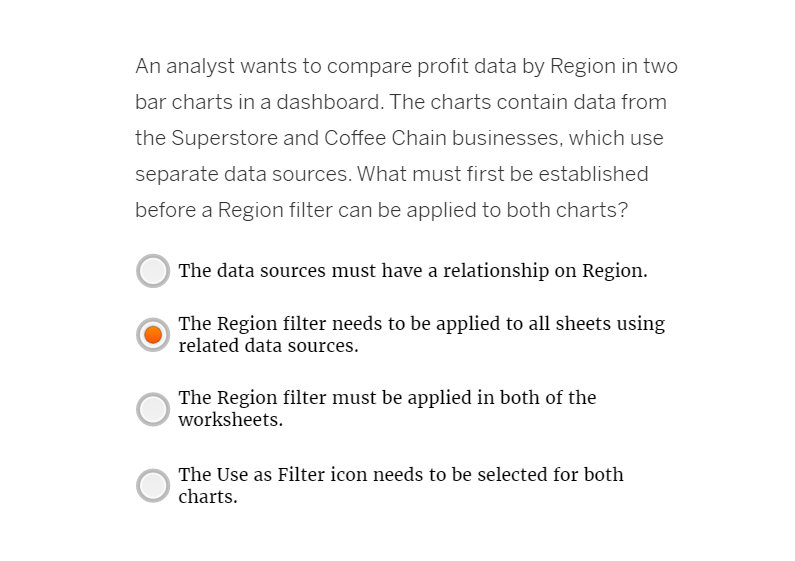 An analyst wants to compare profit data by Region in two
bar charts in a dashboard. The charts contain data from
the Superstore and Coffee Chain businesses, which use
separate data sources. What must first be established
before a Region filter can be applied to both charts?
The data sources must have a relationship on Region.
The Region filter needs to be applied to all sheets using
related data sources.
The Region filter must be applied in both of the
worksheets.
The Use as Filter icon needs to be selected for both
charts.